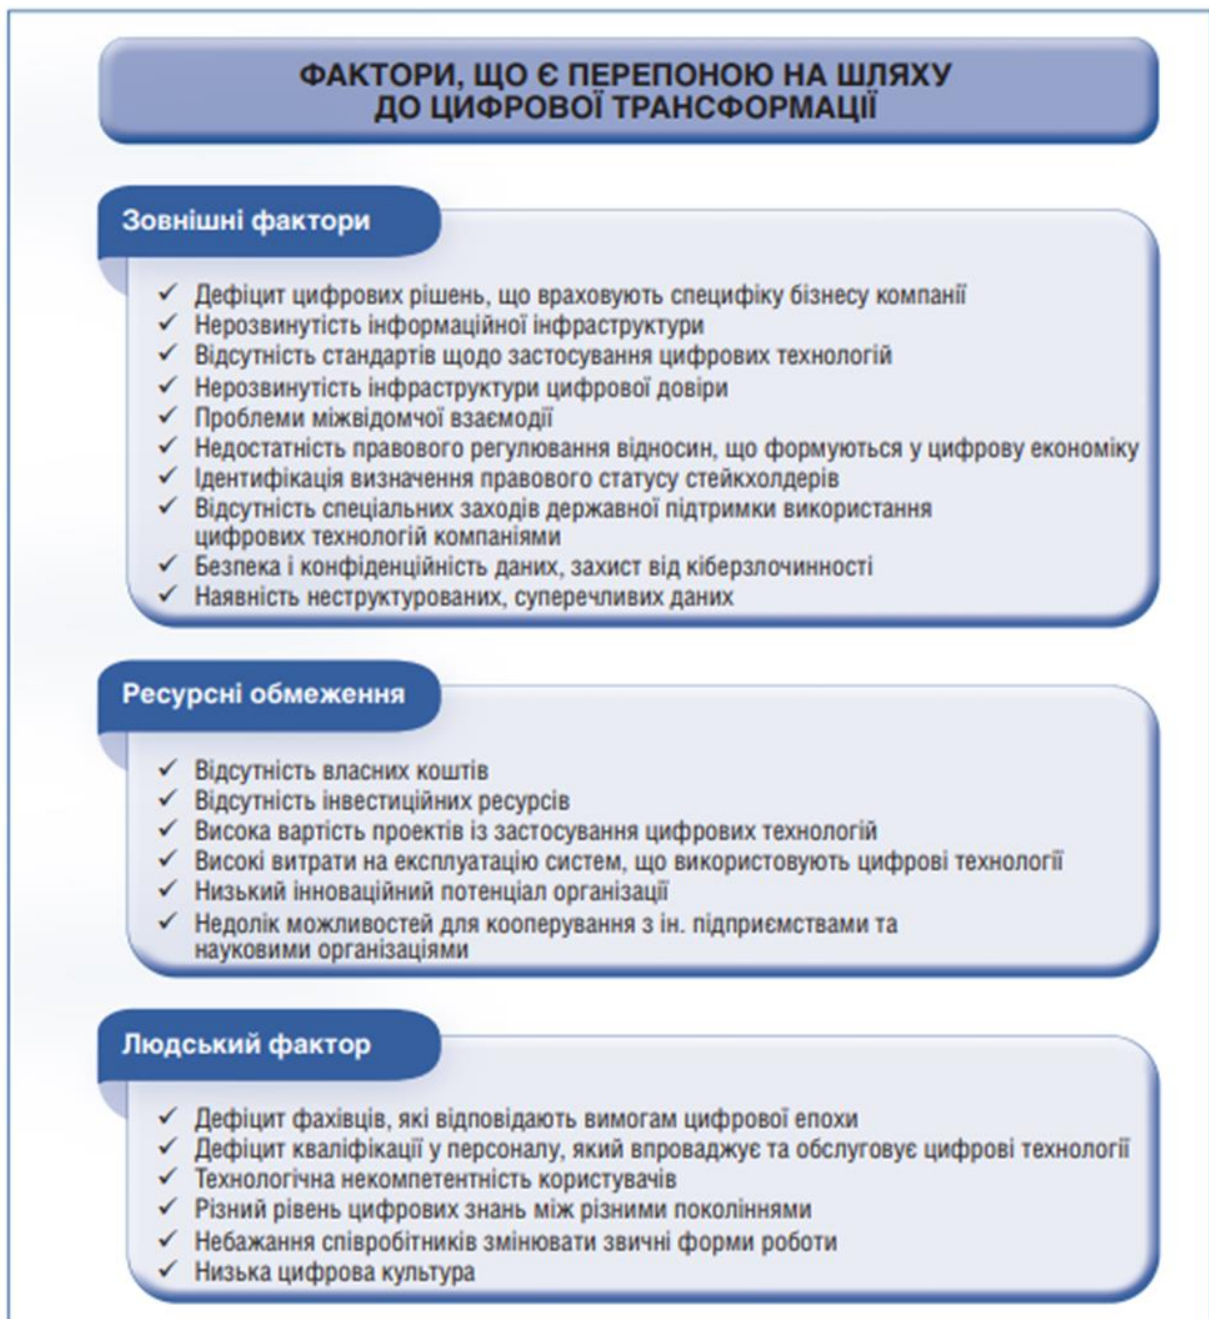 ФАКТОРИ, ЩО Є ПЕРЕПОНОЮ НА ШЛЯХУ
ДО ЦИФРОВОЇ ТРАНСФОРМАЦІЇ
Зовнішні фактори
✓ Дефіцит цифрових рішень, що враховують специфіку бізнесу компанії
✓ Нерозвинутість інформаційної інфраструктури
✓ Відсутність стандартів щодо застосування цифрових технологій
✓ Нерозвинутість інфраструктури цифрової довіри
✓ Проблеми міжвідомчої взаємодії
✓ Недостатність правового регулювання відносин, що формуються у цифрову економіку
✓ Ідентифікація визначення правового статусу стейкхолдерів
✓ Відсутність спеціальних заходів державної підтримки використання
цифрових технологій компаніями
✓ Безпека і конфіденційність даних, захист від кіберзлочинності
✓ Наявність неструктурованих, суперечливих даних
Ресурсні обмеження
✓ Відсутність власних коштів
✓ Відсутність інвестиційних ресурсів
✓ Висока вартість проектів із застосування цифрових технологій
✓ Високі витрати на експлуатацію систем, що використовують цифрові технології
✓ Низький інноваційний потенціал організації
✓ Недолік можливостей для кооперування з ін. підприємствами та
науковими організаціями
Людський фактор
✓ Дефіцит фахівців, які відповідають вимогам цифрової епохи
✓ Дефіцит кваліфікації у персоналу, який впроваджує та обслуговує цифрові технології
✓ Технологічна некомпетентність користувачів
✓ Різний рівень цифрових знань між різними поколіннями
✓ Небажання співробітників змінювати звичні форми роботи
✓ Низька цифрова культура